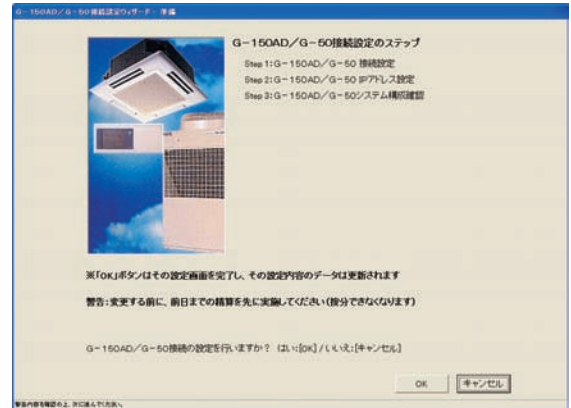 G-150AD／G-50 接続設定ウィザード - 準備
G-150AD／G-50接続設定のステップ
Step 1:G-150AD／G-50 接続設定
Step 2:G-150AD／G-50 IPアドレス設定
Step 3:G-150AD／G-50システム構成確認
※「OK」ボタンはその設定画面を完了し、その設定内容のデータは更新されます
警告:変更する前に、前日までの精算を先に実施してください(按分できなくなります)
G-150AD／G-50接続の設定を行いますか？ (はい:[OK] / いいえ:[キャンセル]
OK キャンセル
警告内容を確認の上、次に進んでください。